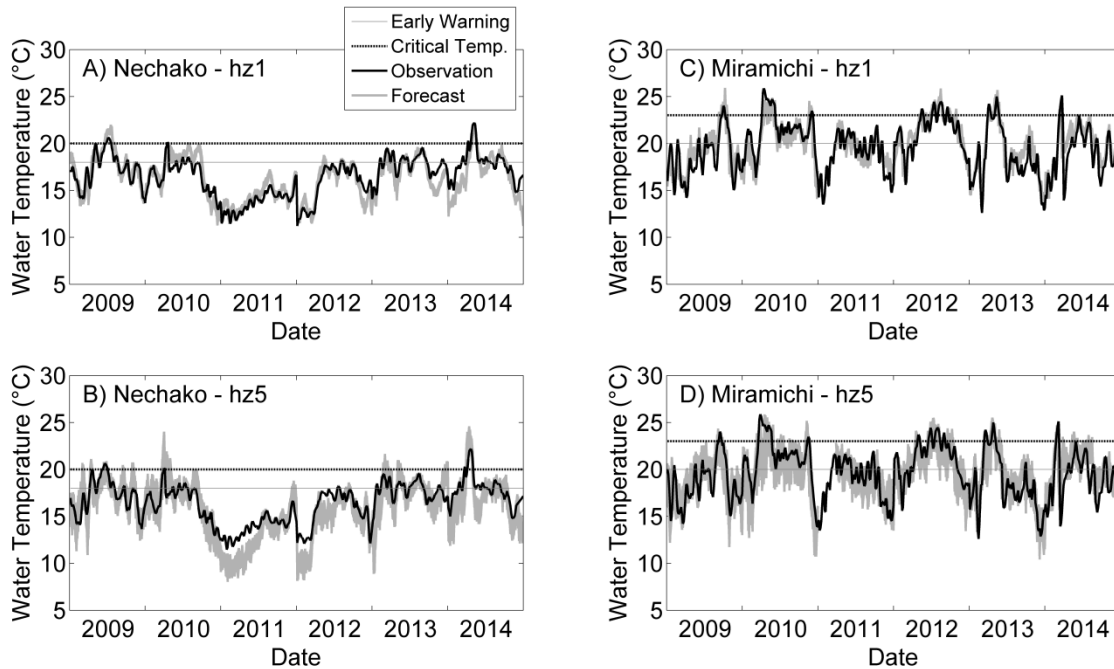 Early Warning
Critical Temp.
Observation
Forecast
A) Nechako - hz1
Water Temperature (°C)
30
25
20
15
10
5
2009 2010 2011 2012 2013 2014
Date
C) Miramichi - hz1
Water Temperature (°C)
30
25
20
15
10
5
2009 2010 2011 2012 2013 2014
Date
B) Nechako - hz5
Water Temperature (°C)
30
25
20
15
10
5
2009 2010 2011 2012 2013 2014
Date
D) Miramichi - hz5
Water Temperature (°C)
30
25
20
15
10
5
2009 2010 2011 2012 2013 2014
Date